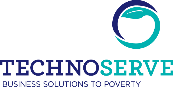 TECHNOSERVE
BUSINESS SOLUTIONS TO POVERTY